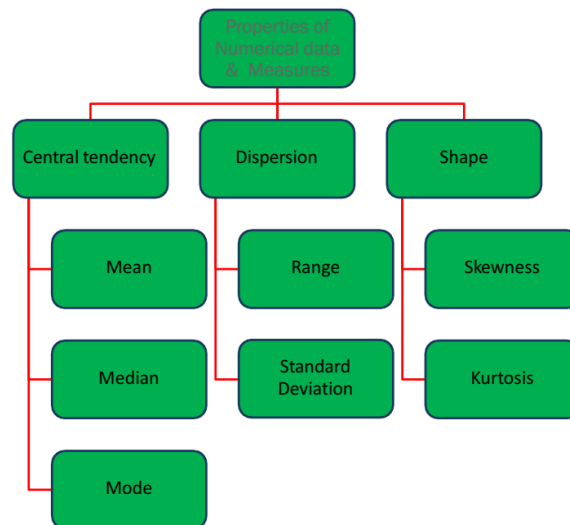 Properties of
Numerical data
& Measures
Central tendency
Dispersion
Shape
Mean
Range
Skewness
Median
Standard
Deviation
Kurtosis
Mode